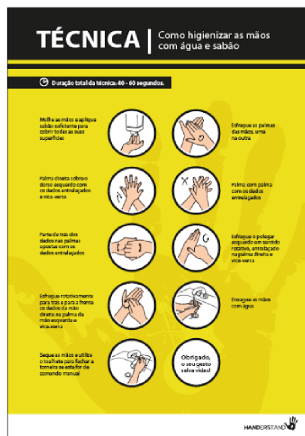 TÉCNICA
Como higienizar as mãos
com água e sabão
Duração total da técnica: 40 - 60 segundos.
Molhe as mãos e aplique
sabão suficiente para
cobrir todas as suas
superfícies
Esfregue as palmas
das mãos, uma
na outra
Palma direita sobre o
dorso esquerdo com
os dedos entrelaçados
e vice-versa
Palma com palma
com os dedos
entrelaçados
Parte de trás dos
dedos nas palmas
opostas com os
dedos entrelaçados
Esfregue o polegar
esquerdo em sentido
rotativo, entrelaçado
na palma direita e
vice-versa
Esfregue rotativamente
para trás e para a frente
os dedos da mão
direita na palma da
mão esquerda e
vice-versa
Enxague as mãos
com água
Seque as mãos e utilize
o toalhete para fechar a
torneira se esta for de
comando manual
Obrigado,
o seu gesto
salva vidas!
HANDERSTAND